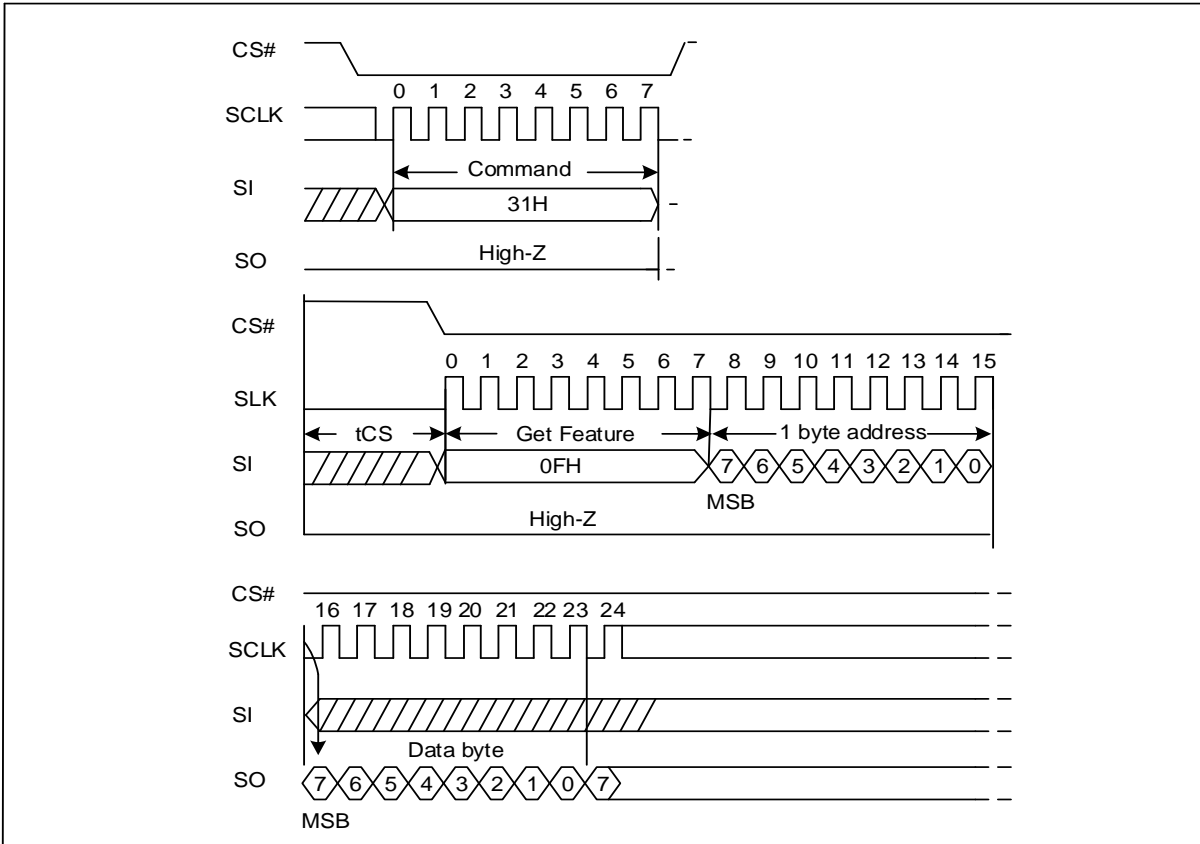 CS#
0 1 2 3 4 5 6 7
SCLK
Command
SI
31H
High-Z
SO
CS#
0 1 2 3 4 5 6 7 8 9 10 11 12 13 14 15
SLK
tCS Get Feature 1 byte address
SI
0FH 7 6 5 4 3 2 1 0
MSB
High-Z
SO
CS#
16 17 18 19 20 21 22 23 24
SCLK
SI
Data byte
SO 7 6 5 4 3 2 1 0 7
MSB